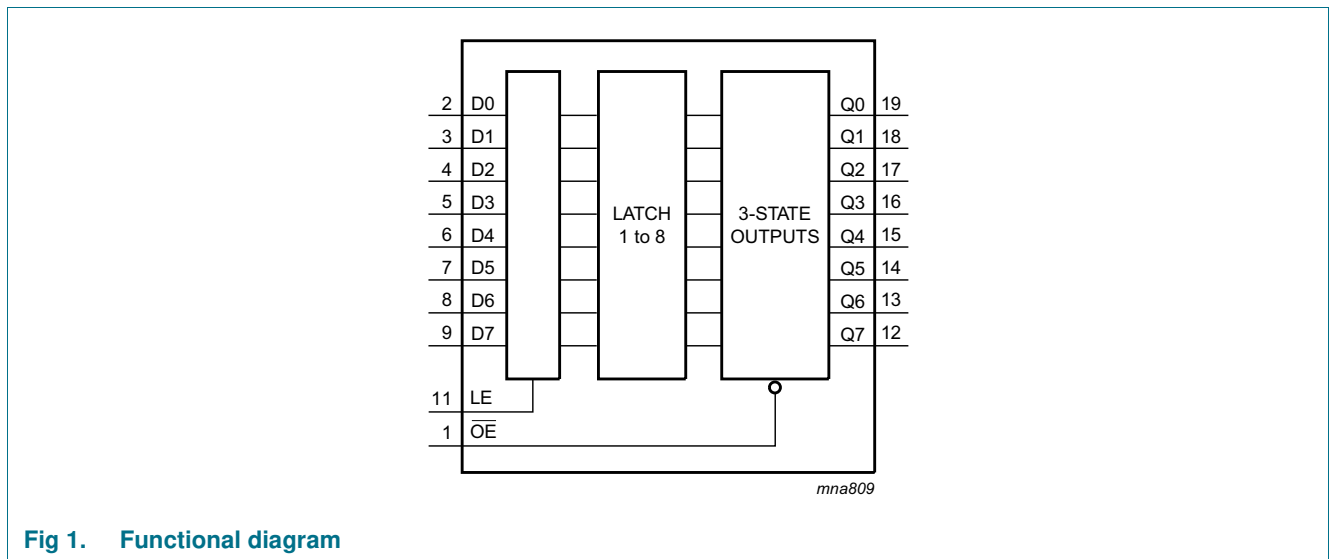 2 D0 Q0 19
3 D1 Q1 18
4 D2 Q2 17
5 D3 Q3 16
6 D4 Q4 15
7 D5 Q5 14
8 D6 Q6 13
9 D7 Q7 12
LATCH
1 to 8
3-STATE
OUTPUTS
11 LE
1 O̅E̅
mna809
Fig 1. Functional diagram